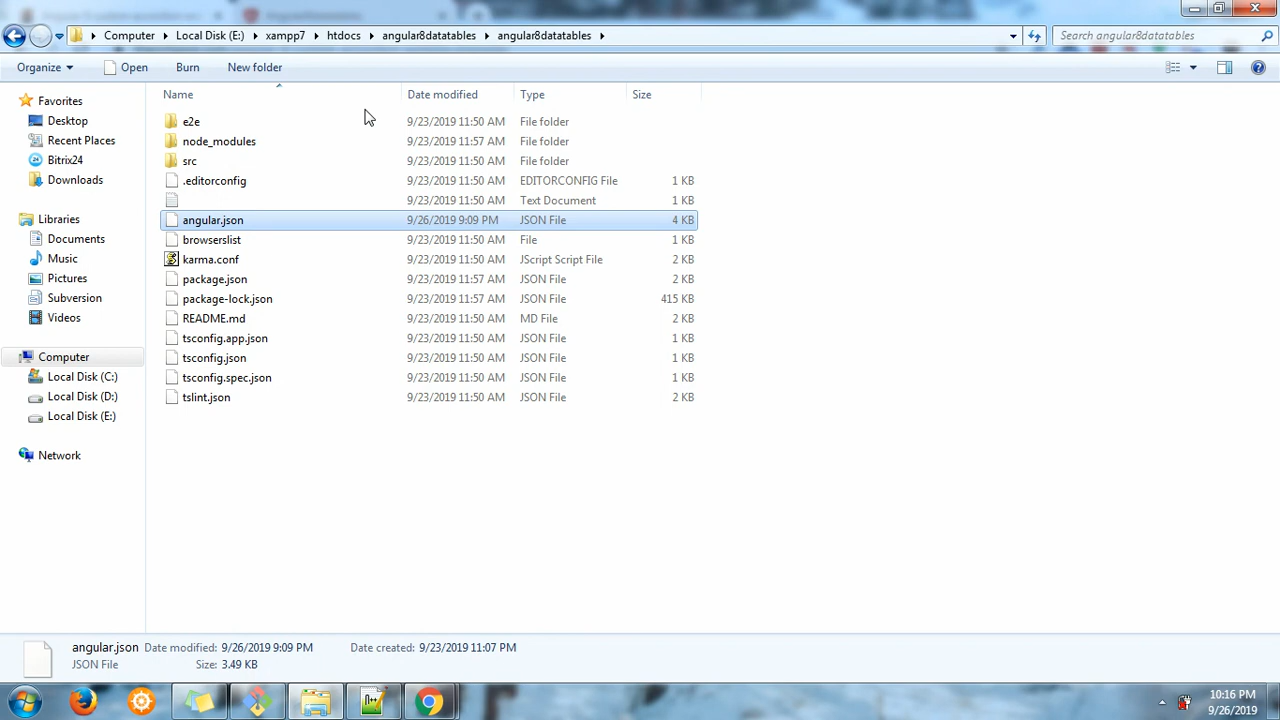 Computer Local Disk (E:) xampp7 htdocs angular8datatables angular8datatables Search angular8datatables
Organize Open Burn New folder
Name Date modified Type Size
Favorites
Desktop
Recent Places
Bitrix24
Downloads
Libraries
Documents
Music
Pictures
Subversion
Videos
Computer
Local Disk (C:)
Local Disk (D:)
Local Disk (E:)
Network
e2e 9/23/2019 11:50 AM File folder
node_modules 9/23/2019 11:57 AM File folder
src 9/23/2019 11:50 AM File folder
.editorconfig 9/23/2019 11:50 AM EDITORCONFIG File 1 KB
9/23/2019 11:50 AM Text Document 1 KB
angular.json 9/26/2019 9:09 PM JSON File 4 KB
browserslist 9/23/2019 11:50 AM File 1 KB
karma.conf 9/23/2019 11:50 AM JScript Script File 2 KB
package.json 9/23/2019 11:57 AM JSON File 2 KB
package-lock.json 9/23/2019 11:57 AM JSON File 415 KB
README.md 9/23/2019 11:50 AM MD File 2 KB
tsconfig.app.json 9/23/2019 11:50 AM JSON File 1 KB
tsconfig.json 9/23/2019 11:50 AM JSON File 1 KB
tsconfig.spec.json 9/23/2019 11:50 AM JSON File 1 KB
tslint.json 9/23/2019 11:50 AM JSON File 2 KB
angular.json Date modified: 9/26/2019 9:09 PM Date created: 9/23/2019 11:07 PM
JSON File Size: 3.49 KB
10:16 PM
9/26/2019